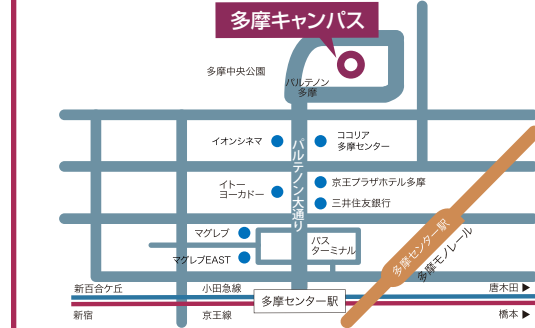 多摩キャンパス
多摩中央公園
パルテノン
多摩
イオンシネマ
ココリア
多摩センター
パルテノン大通り
イトー
ヨーカドー
京王プラザホテル多摩
三井住友銀行
マグレブ
バス
ターミナル
マグレブEAST
多摩センター駅
多摩モノレール
新百合ケ丘
小田急線
唐木田 ▶
多摩センター駅
新宿
京王線
橋本 ▶